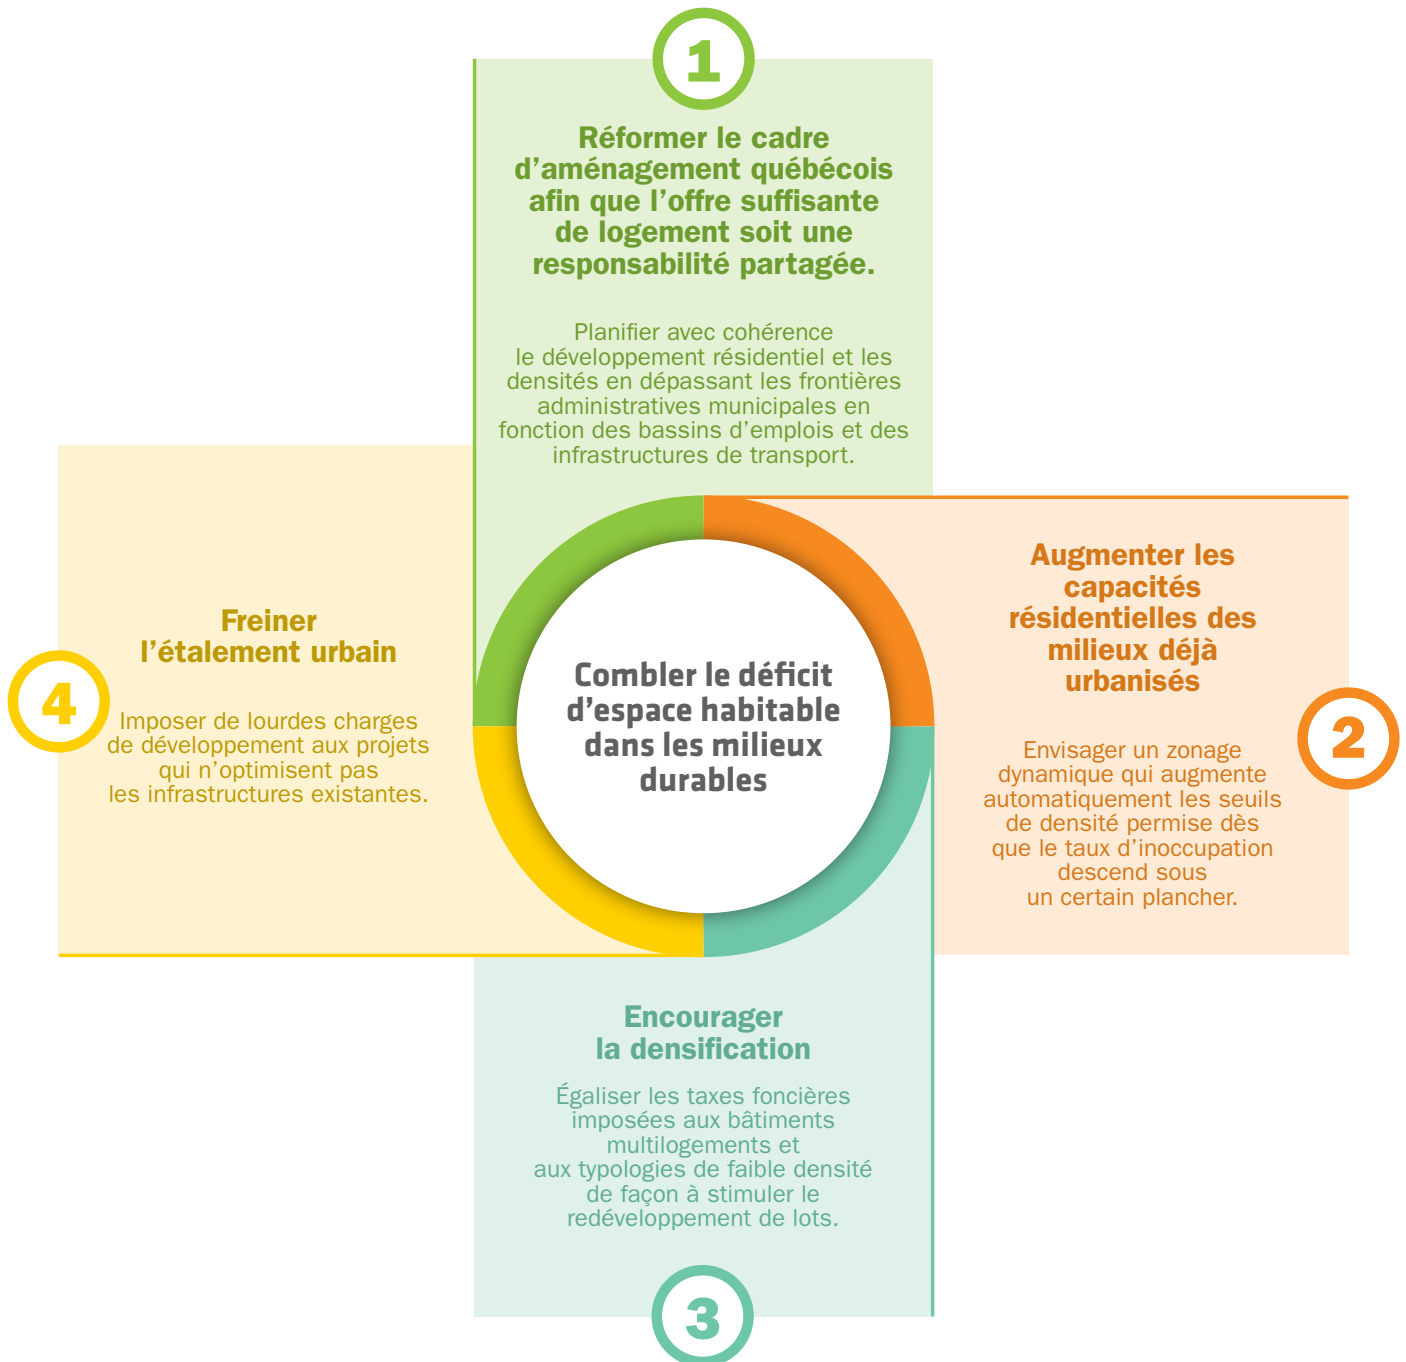 1
Réformer le cadre
d’aménagement québécois
afin que l’offre suffisante
de logement soit une
responsabilité partagée.
Planifier avec cohérence
le développement résidentiel et les
densités en dépassant les frontières
administratives municipales en
fonction des bassins d’emplois et des
infrastructures de transport.
Combler le déficit
d’espace habitable
dans les milieux
durables
Augmenter les
capacités
résidentielles des
milieux déjà
urbanisés
Envisager un zonage
dynamique qui augmente
automatiquement les seuils
de densité permise dès
que le taux d’inoccupation
descend sous
un certain plancher.
2
Encourager
la densification
Égaliser les taxes foncières
imposées aux bâtiments
multilogements et
aux typologies de faible densité
de façon à stimuler le
redéveloppement de lots.
3
Freiner
l’étalement urbain
4
Imposer de lourdes charges
de développement aux projets
qui n’optimisent pas
les infrastructures existantes.